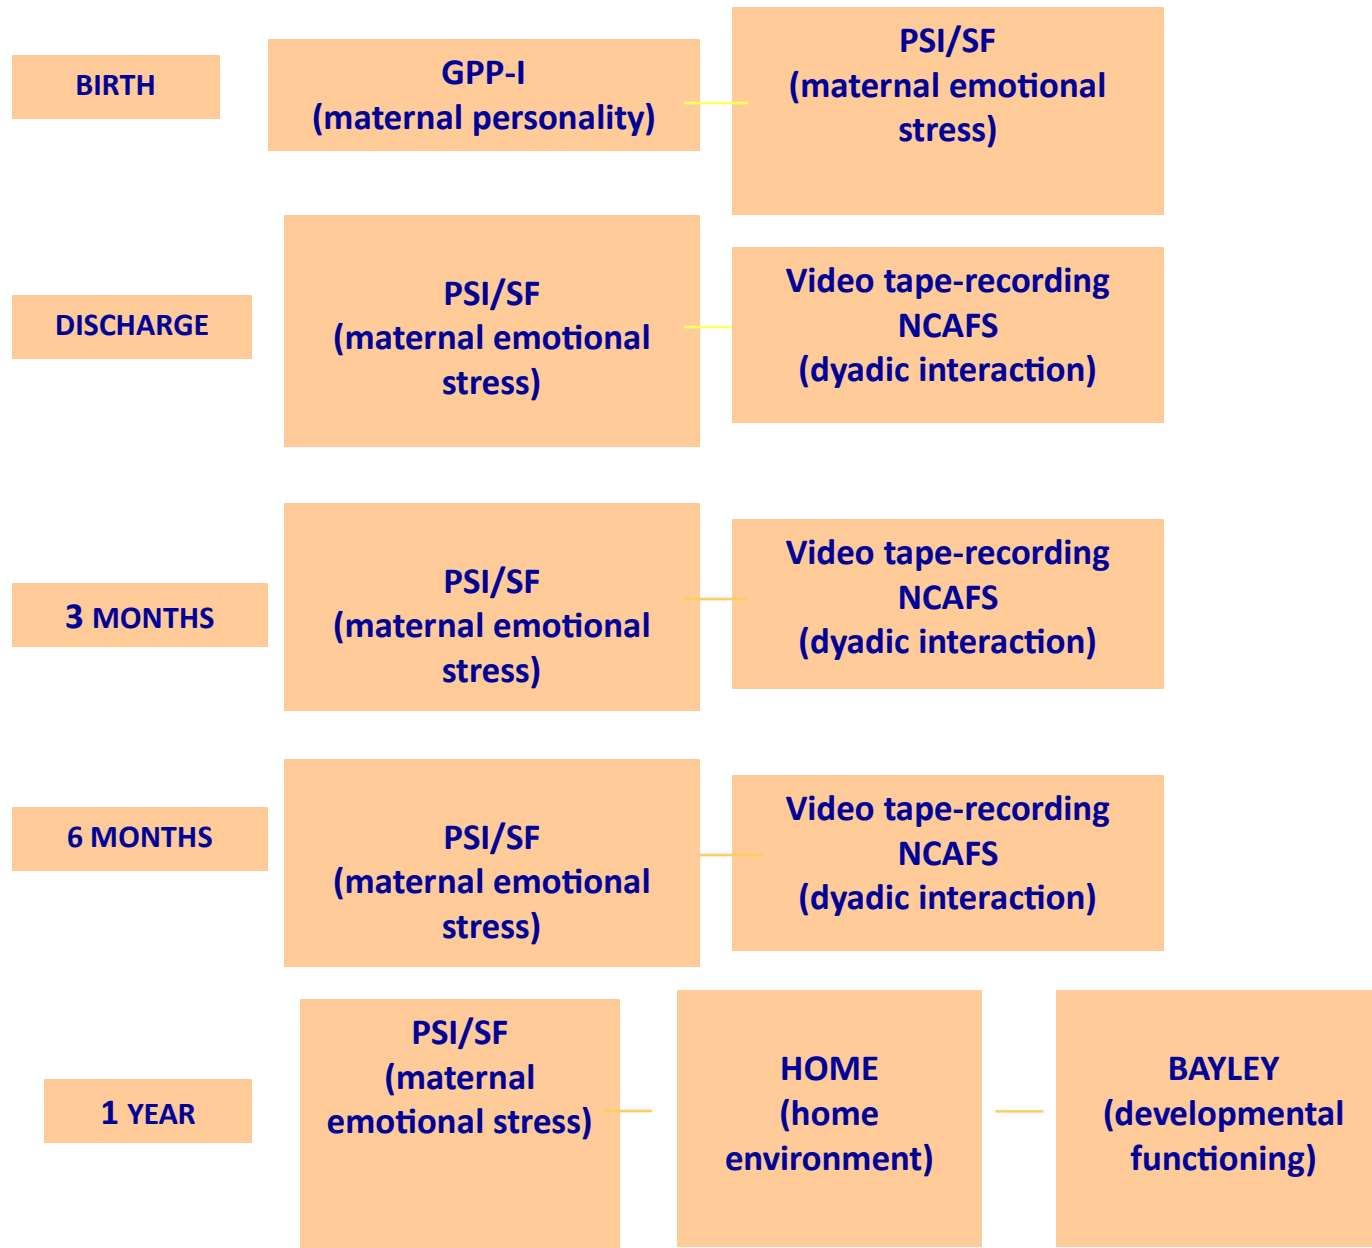 BIRTH
GPP-I
(maternal personality)
PSI/SF
(maternal emotional
stress)
DISCHARGE
PSI/SF
(maternal emotional
stress)
Video tape-recording
NCAFS
(dyadic interaction)
3 MONTHS
PSI/SF
(maternal emotional
stress)
Video tape-recording
NCAFS
(dyadic interaction)
6 MONTHS
PSI/SF
(maternal emotional
stress)
Video tape-recording
NCAFS
(dyadic interaction)
1 YEAR
PSI/SF
(maternal
emotional stress)
HOME
(home
environment)
BAYLEY
(developmental
functioning)